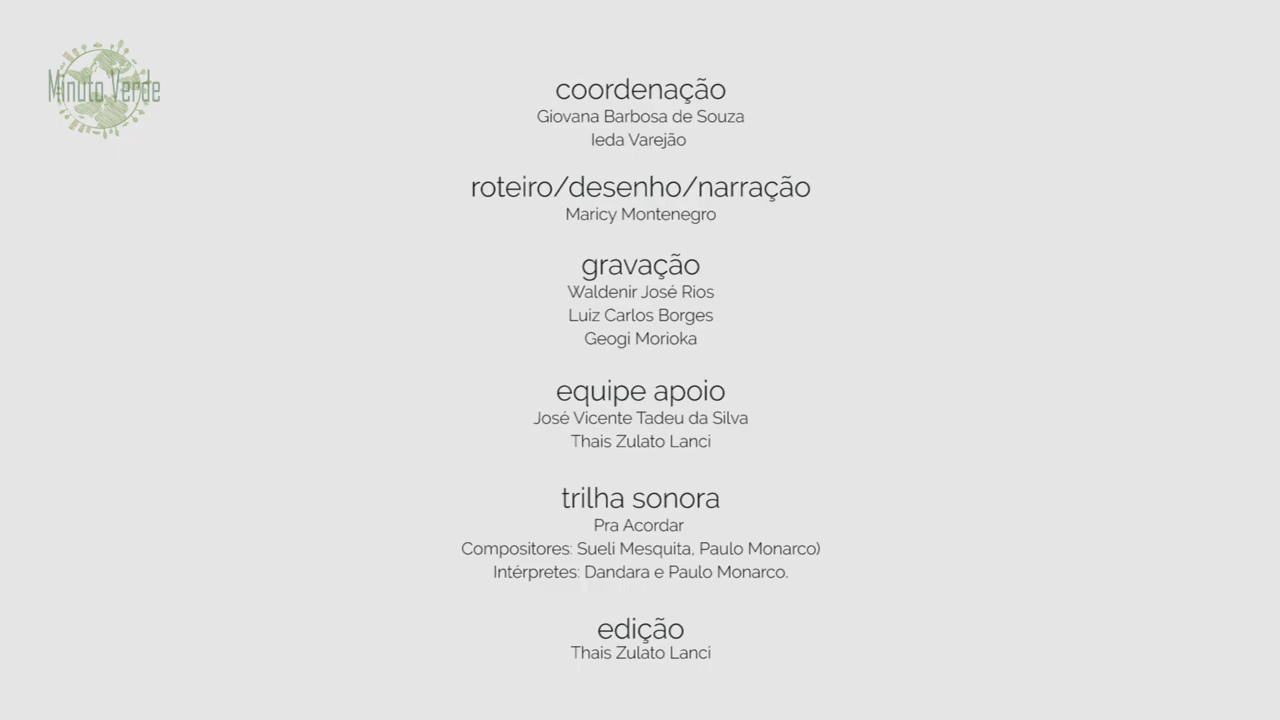 Minuto Verde
coordenação
Giovana Barbosa de Souza
Ieda Varejão
roteiro/desenho/narração
Maricy Montenegro
gravação
Waldenir José Rios
Luiz Carlos Borges
Geogi Morioka
equipe apoio
José Vicente Tadeu da Silva
Thais Zulato Lanci
trilha sonora
Pra Acordar
Compositores: Sueli Mesquita, Paulo Monarco)
Intérpretes: Dandara e Paulo Monarco.
edição
Thais Zulato Lanci